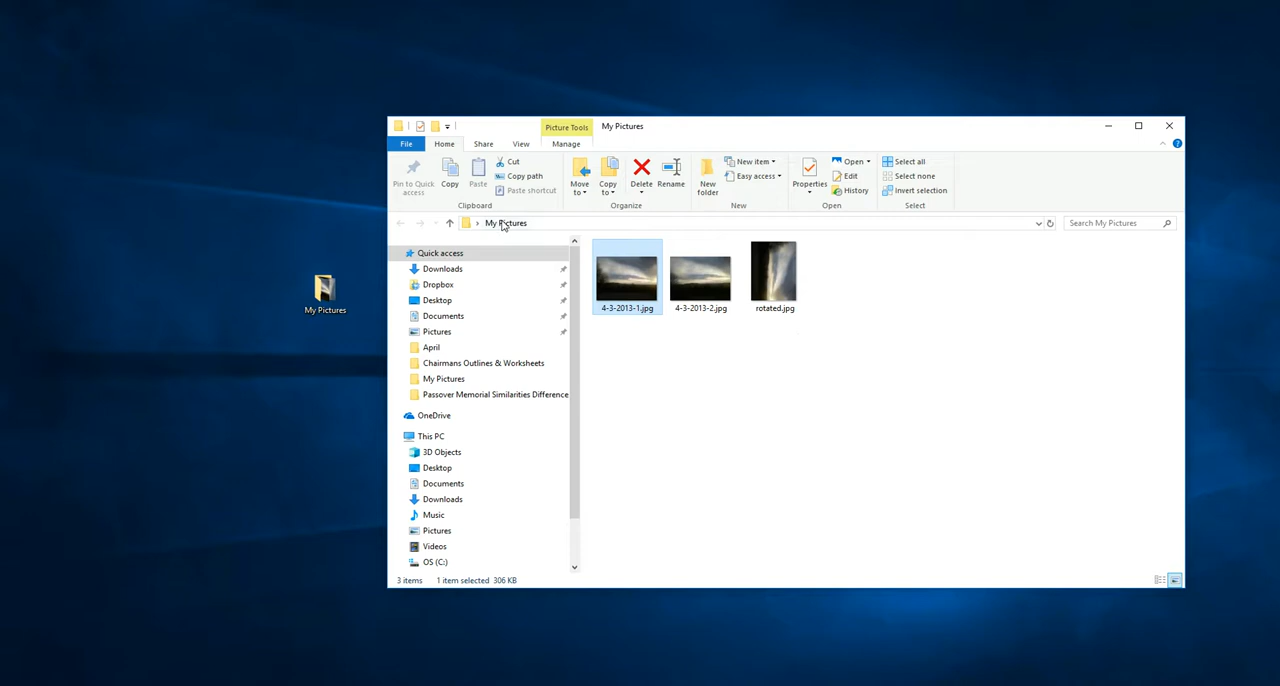 My Pictures
Picture Tools
My Pictures
File
Home
Share
View
Manage
Pin to Quick access
Copy
Paste
Cut
Copy path
Paste shortcut
Clipboard
Move to
Copy to
Delete
Rename
Organize
New folder
New item
Easy access
New
Properties
Open
Edit
History
Open
Select all
Select none
Invert selection
Select
My Pictures
Search My Pictures
Quick access
Downloads
Dropbox
Desktop
Documents
Pictures
April
Chairmans Outlines & Worksheets
My Pictures
Passover Memorial Similarities Difference
OneDrive
This PC
3D Objects
Desktop
Documents
Downloads
Music
Pictures
Videos
OS (C:)
4-3-2013-1.jpg
4-3-2013-2.jpg
rotated.jpg
3 items
1 item selected 306 KB